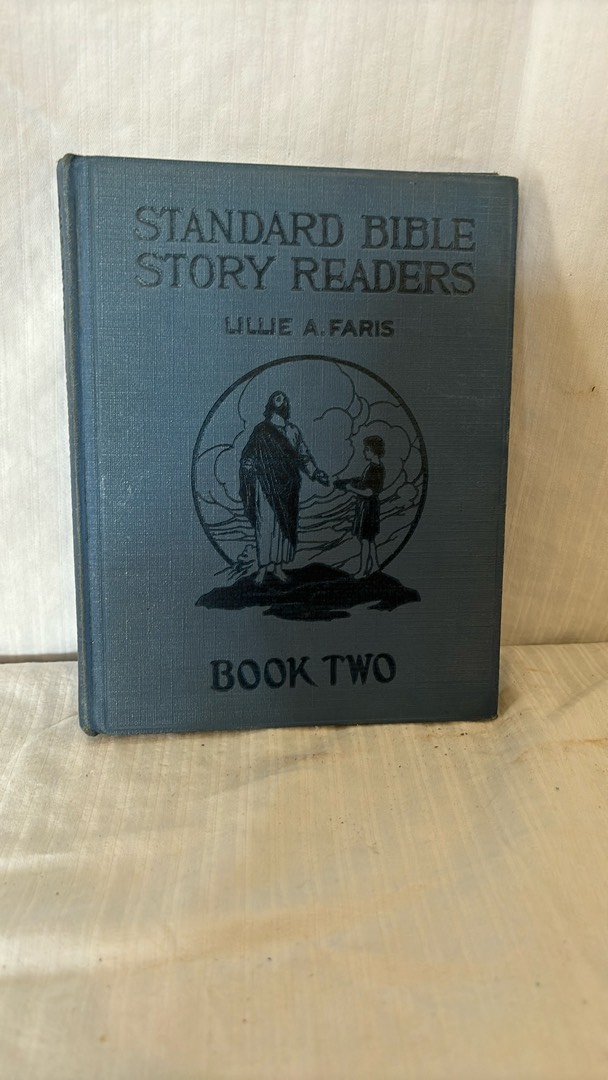 STANDARD BIBLE
STORY READERS
LILLIE A. FARIS
BOOK TWO